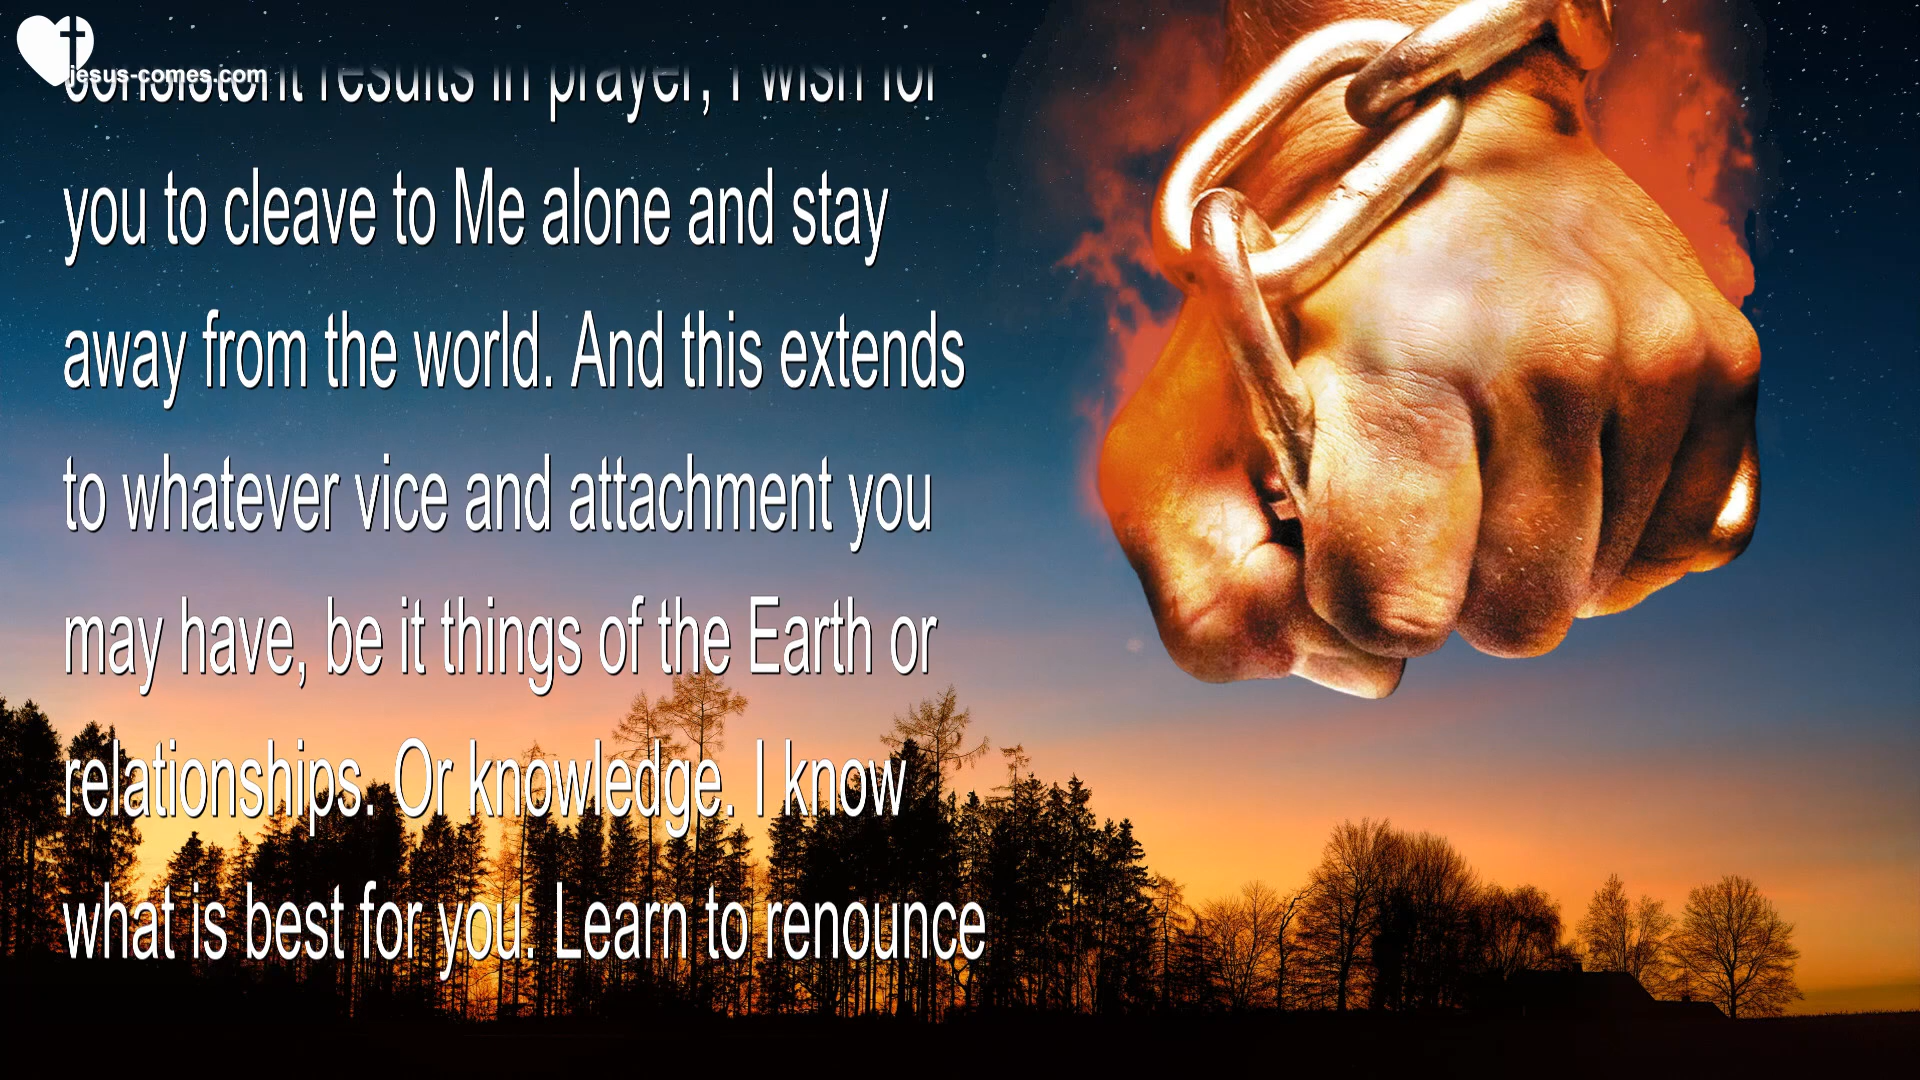 jesus-comes.com
consistent results in prayer, I wish for
you to cleave to Me alone and stay
away from the world. And this extends
to whatever vice and attachment you
may have, be it things of the Earth or
relationships. Or knowledge. I know
what is best for you. Learn to renounce